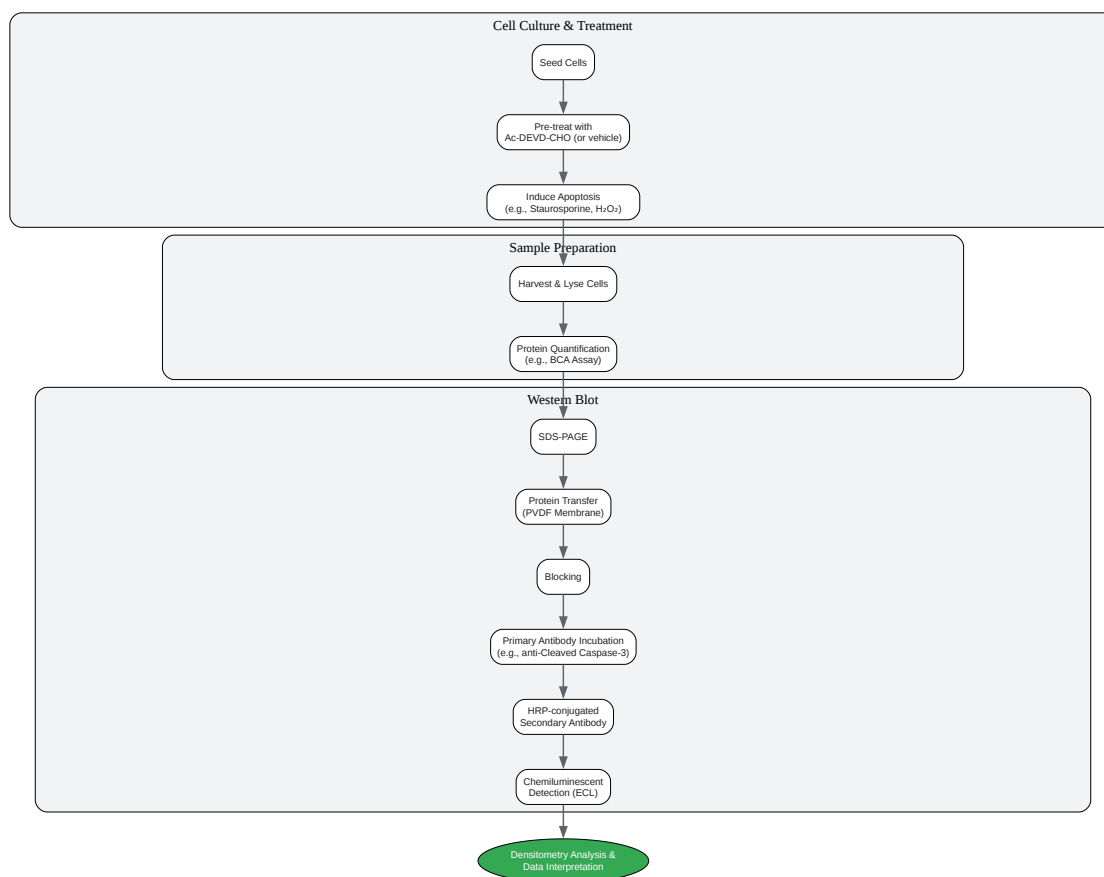 Cell Culture & Treatment
Seed Cells
Pre-treat with
Ac-DEVD-CHO (or vehicle)
Induce Apoptosis
(e.g., Staurosporine, H₂O₂)
Sample Preparation
Harvest & Lyse Cells
Protein Quantification
(e.g., BCA Assay)
Western Blot
SDS-PAGE
Protein Transfer
(PVDF Membrane)
Blocking
Primary Antibody Incubation
(e.g., anti-Cleaved Caspase-3)
HRP-conjugated
Secondary Antibody
Chemiluminescent
Detection (ECL)
Densitometry Analysis &
Data Interpretation